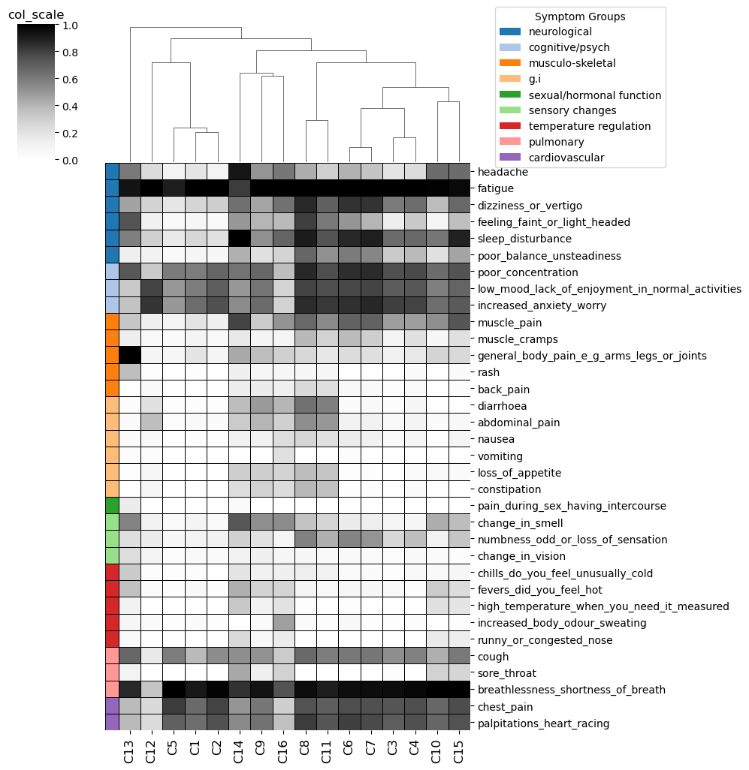 col_scale
1.0
0.8
0.6
0.4
0.2
0.0
Symptom Groups
neurological
cognitive/psych
musculo-skeletal
g.i
sexual/hormonal function
sensory changes
temperature regulation
pulmonary
cardiovascular
headache
fatigue
dizziness_or_vertigo
feeling_faint_or_light_headed
sleep_disturbance
poor_balance_unsteadiness
poor_concentration
low_mood_lack_of_enjoyment_in_normal_activities
increased_anxiety_worry
muscle_pain
muscle_cramps
general_body_pain_e_g_arms_legs_or_joints
rash
back_pain
diarrhoea
abdominal_pain
nausea
vomiting
loss_of_appetite
constipation
pain_during_sex_having_intercourse
change_in_smell
numbness_odd_or_loss_of_sensation
change_in_vision
chills_do_you_feel_unusually_cold
fevers_did_you_feel_hot
high_temperature_when_you_need_it_measured
increased_body_odour_sweating
runny_or_congested_nose
cough
sore_throat
breathlessness_shortness_of_breath
chest_pain
palpitations_heart_racing
C13 C12 C5 C1 C2 C14 C9 C16 C8 C11 C6 C7 C3 C4 C10 C15